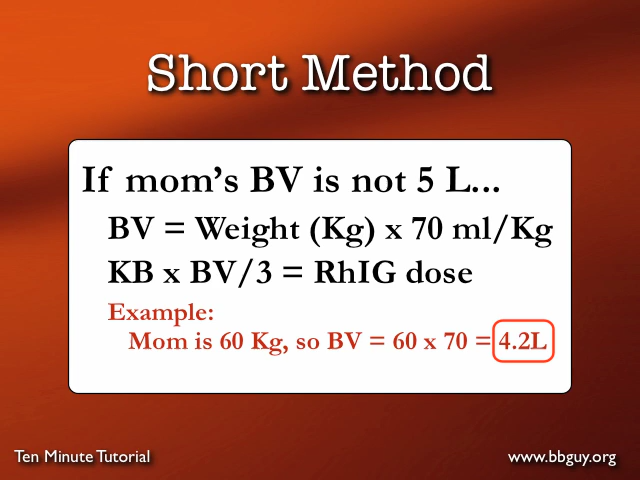 Short Method
If mom's BV is not 5 L...
BV = Weight (Kg) x 70 ml/Kg
KB x BV/3 = RhIG dose
Example:
Mom is 60 Kg, so BV = 60 x 70 = 4.2L
Ten Minute Tutorial
www.bbguy.org